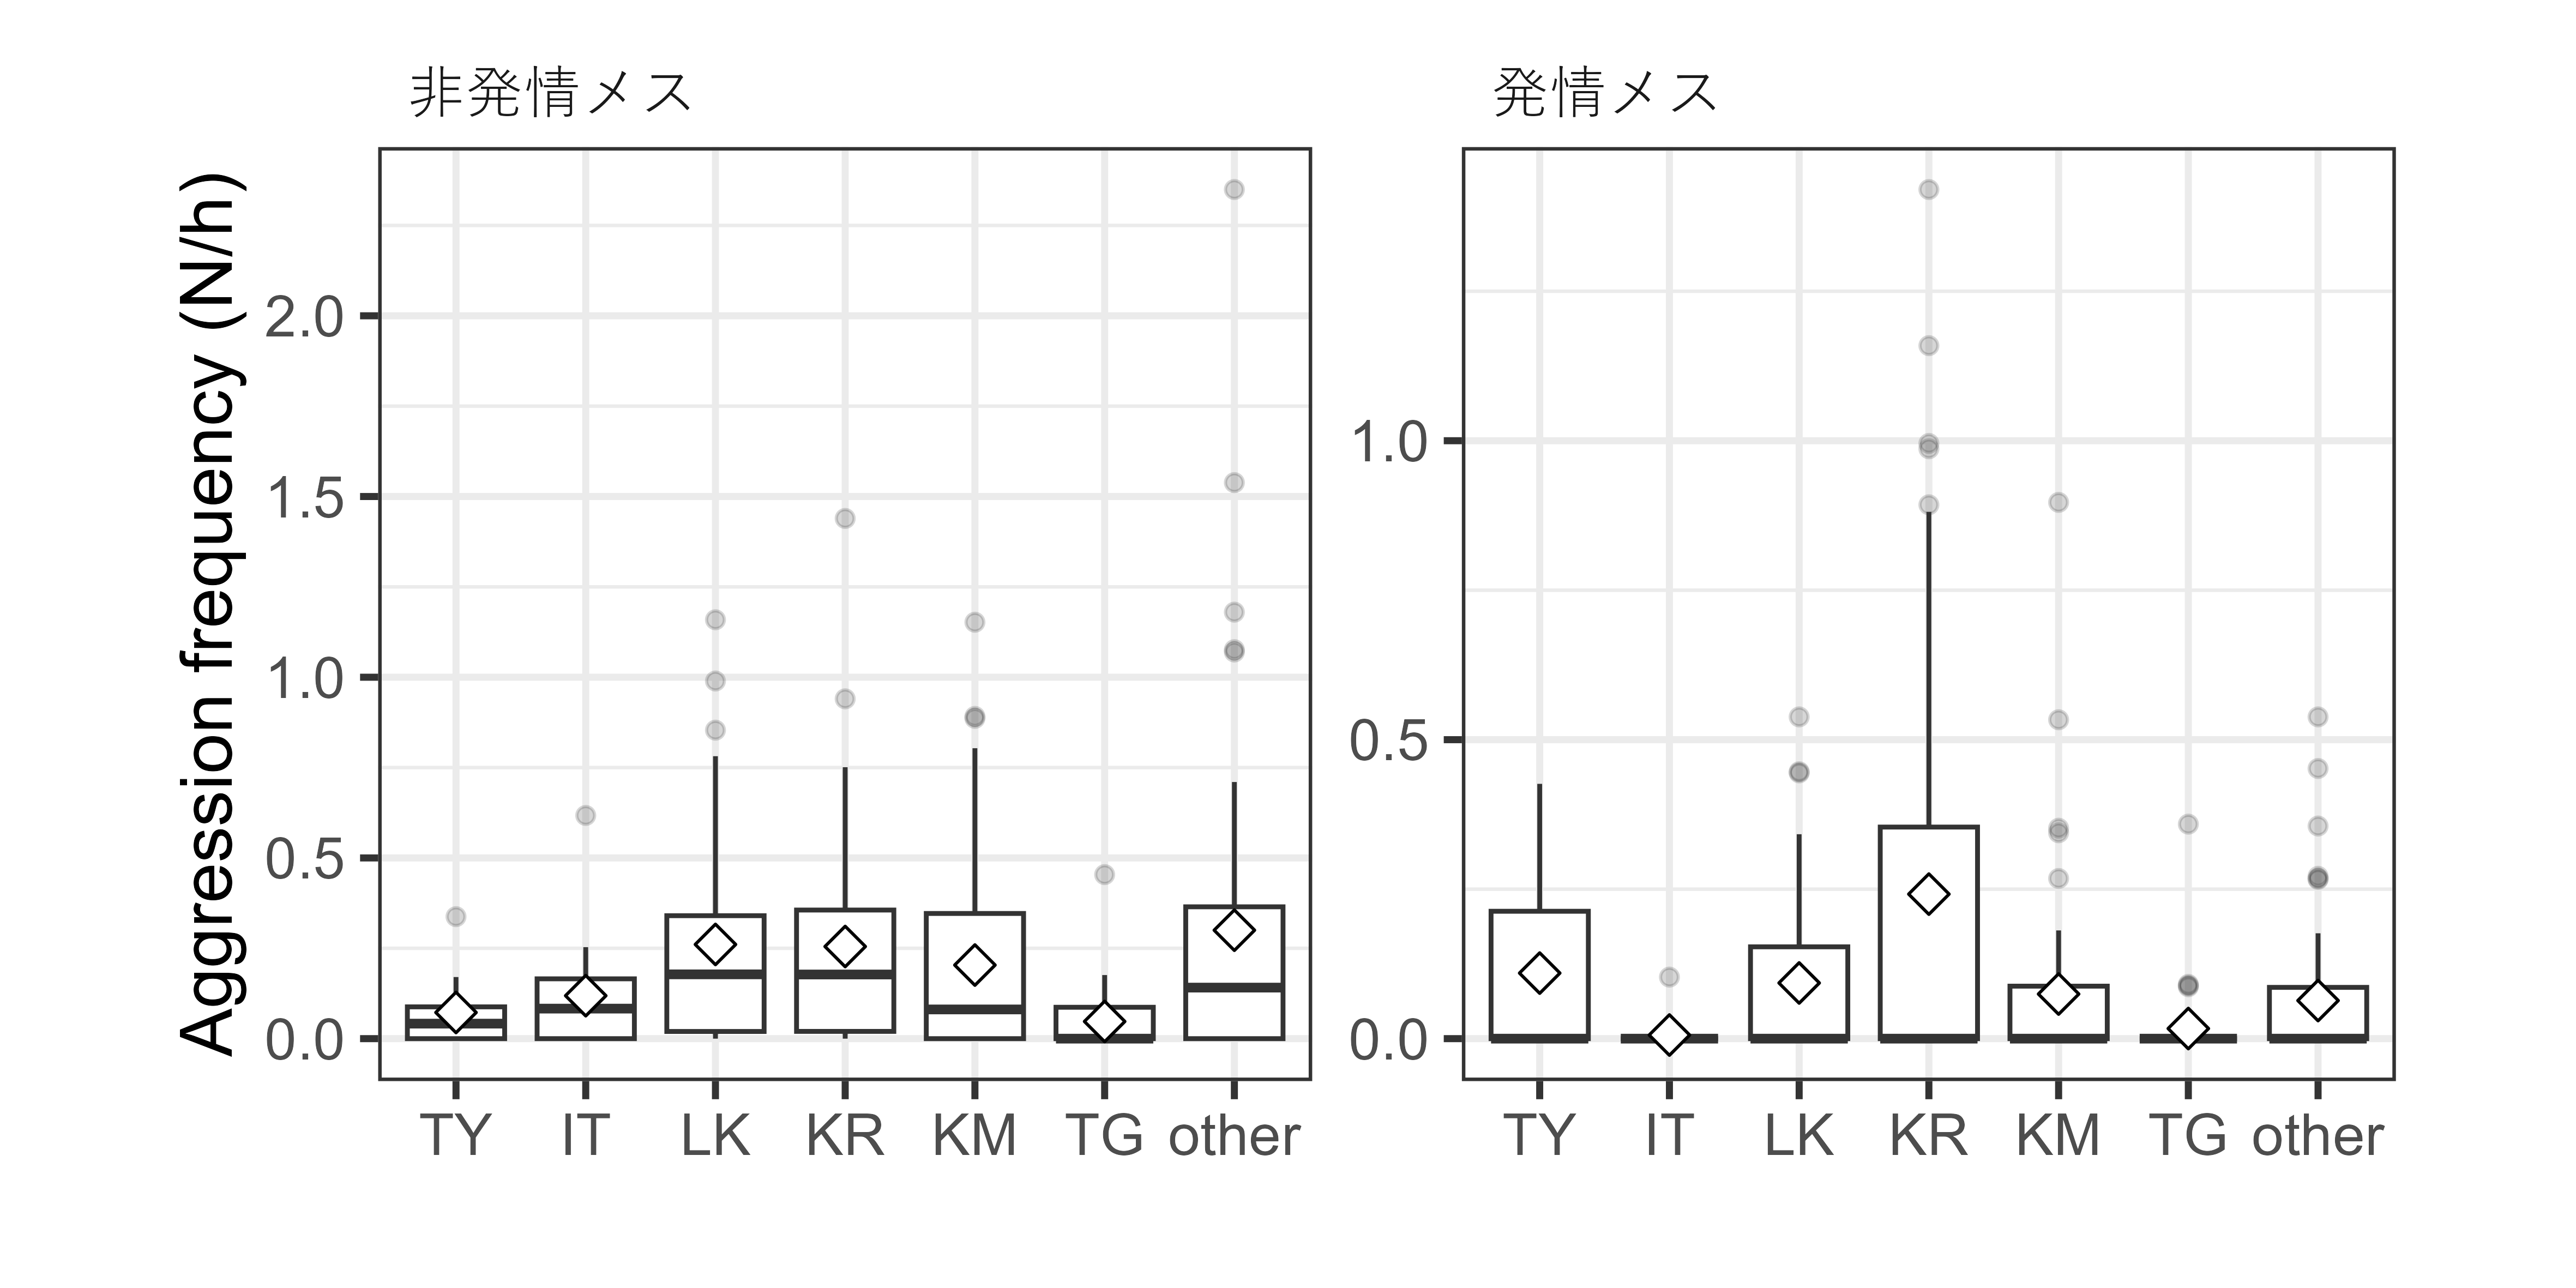 非発情メス
発情メス
Aggression frequency (N/h)
2.0
1.5
1.0
0.5
0.0
TY IT LK KR KM TG other
1.0
0.5
0.0
TY IT LK KR KM TG other